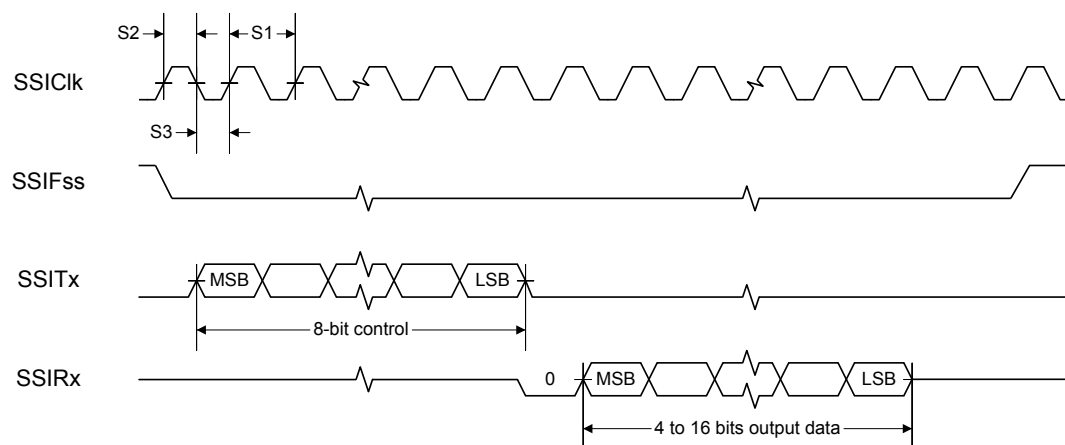 S2
S1
SSIClk
S3
SSIFss
SSITx
MSB
LSB
8-bit control
SSIRx
0
MSB
LSB
4 to 16 bits output data